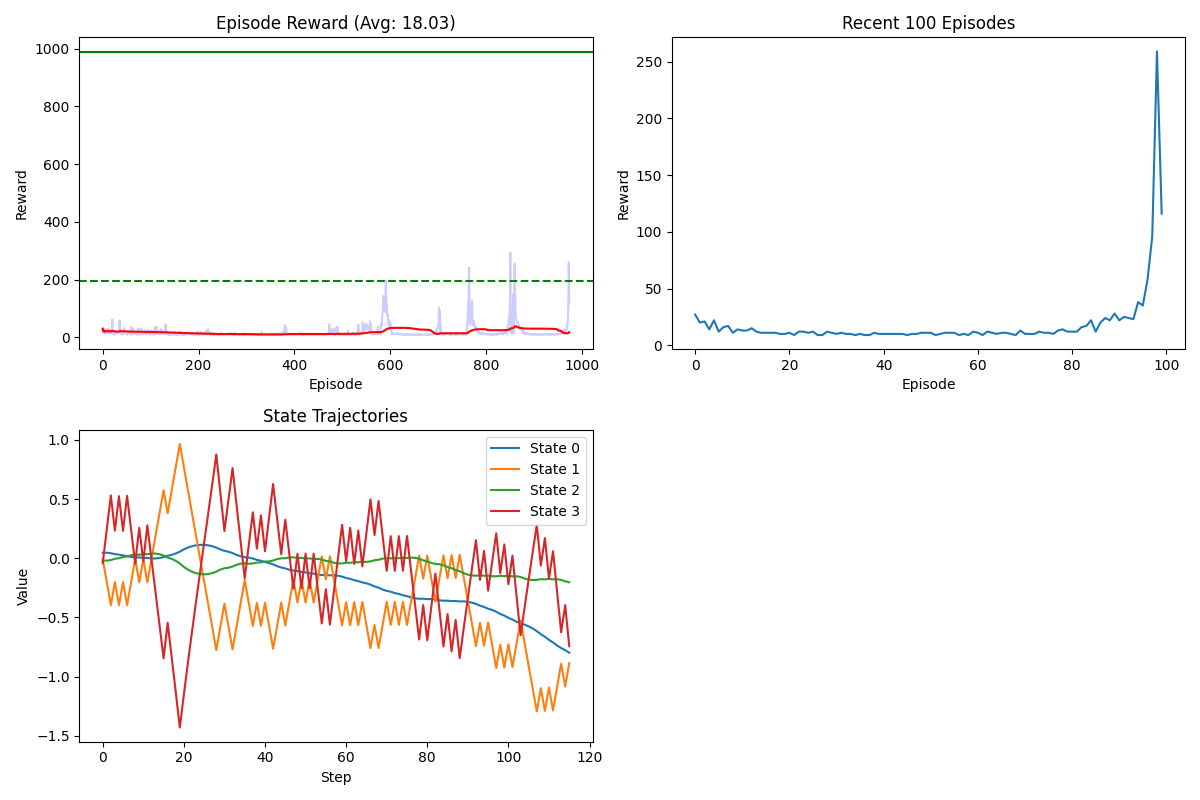 Episode Reward (Avg: 18.03)
1000
800
600
400
200
0
Reward
0
200
400
600
800
1000
Episode
Recent 100 Episodes
250
200
150
100
50
0
Reward
0
20
40
60
80
100
Episode
State Trajectories
State 0
State 1
State 2
State 3
1.0
0.5
0.0
−0.5
−1.0
−1.5
Value
0
20
40
60
80
100
120
Step